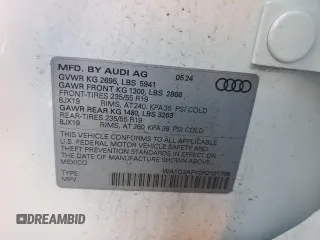 MFD. BY AUDI AG 05.24
GVWR KG 2695, LBS 5941
GAWR FRONT KG 1300, LBS 2866
FRONT-TIRES 235/55 R19
8JX19 RIMS, AT 240 KPA 35 PSI COLD
GAWR REAR KG 1480, LBS 3263
REAR-TIRES 235/55 R19
8JX19 RIMS, AT 260 KPA 38 PSI COLD
THIS VEHICLE CONFORMS TO ALL APPLICABLE
U.S. FEDERAL MOTOR VEHICLE SAFETY
STANDARDS IN EFFECT ON THE DATE OF
MANUFACTURE SHOWN ABOVE.
MEXICO
TYPE:
MPV
DREAMBID.COM.UA